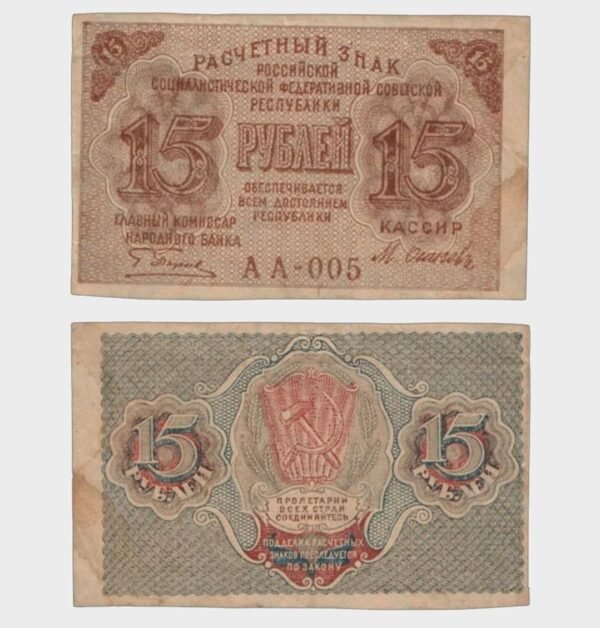 15 15
РАСЧЕТНЫЙ ЗНАК
РОССИЙСКОЙ
СОЦИАЛИСТИЧЕСКОЙ ФЕДЕРАТИВНОЙ СОВЕТСКОЙ
РЕСПУБЛИКИ
15 РУБЛЕЙ 15
ОБЕСПЕЧИВАЕТСЯ
ВСЕМ ДОСТОЯНИЕМ
РЕСПУБЛИКИ
ГЛАВНЫЙ КОМИССАР
НАРОДНОГО БАНКА
КАССИР
АА-005
15 РУБЛЕЙ
15 РУБЛЕЙ
ПРОЛЕТАРИИ
ВСЕХ СТРАН
СОЕДИНЯЙТЕСЬ
ПОДДЕЛКА РАСЧЕТНЫХ
ЗНАКОВ ПРЕСЛЕДУЕТСЯ
ПО ЗАКОНУ